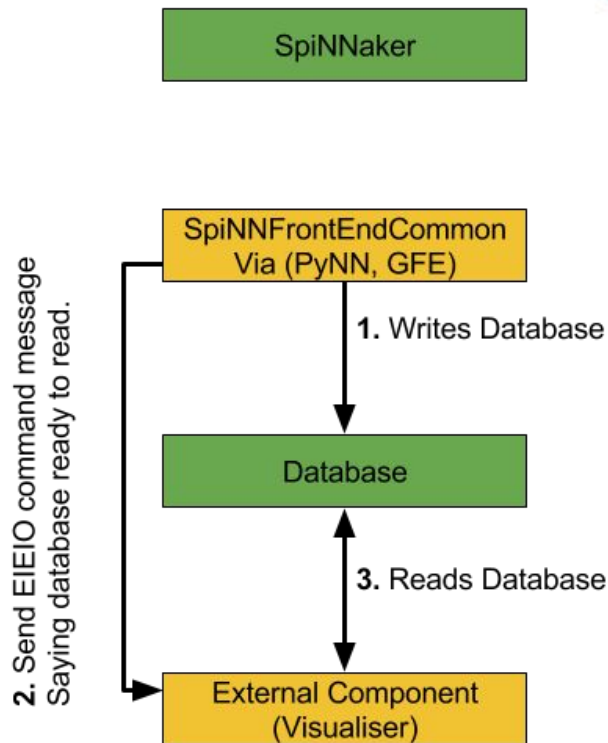 SpiNNaker
SpiNNFrontEndCommon
Via (PyNN, GFE)
1. Writes Database
2. Send EIEIO command message
Saying database ready to read.
Database
3. Reads Database
External Component
(Visualiser)